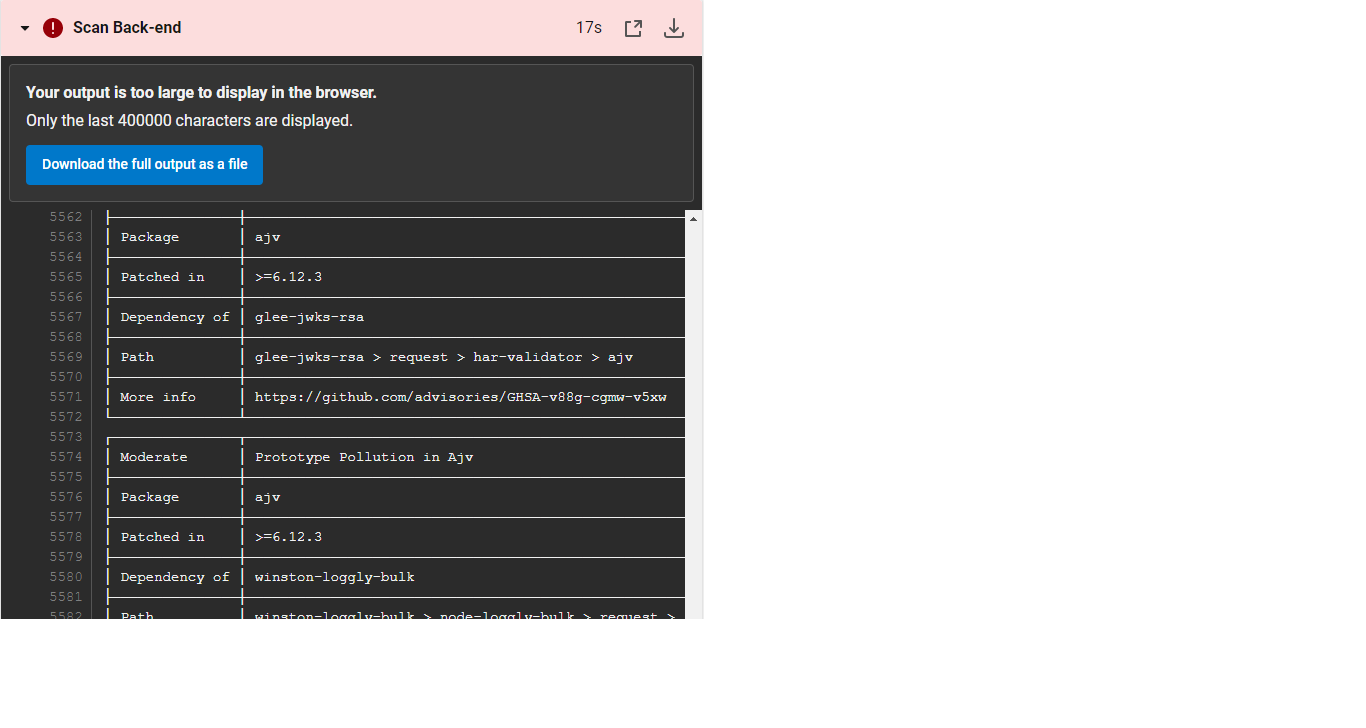 Scan Back-end 17s
Your output is too large to display in the browser.
Only the last 400000 characters are displayed.
Download the full output as a file
5562
5563 Package ajv
5564
5565 Patched in >=6.12.3
5566
5567 Dependency of glee-jwks-rsa
5568
5569 Path glee-jwks-rsa > request > har-validator > ajv
5570
5571 More info https://github.com/advisories/GHSA-v88g-cgmw-v5xw
5572
5573
5574 Moderate Prototype Pollution in Ajv
5575
5576 Package ajv
5577
5578 Patched in >=6.12.3
5579
5580 Dependency of winston-loggly-bulk
5581
5582 Path winston-loggly-bulk > node-loggly-bulk > request >